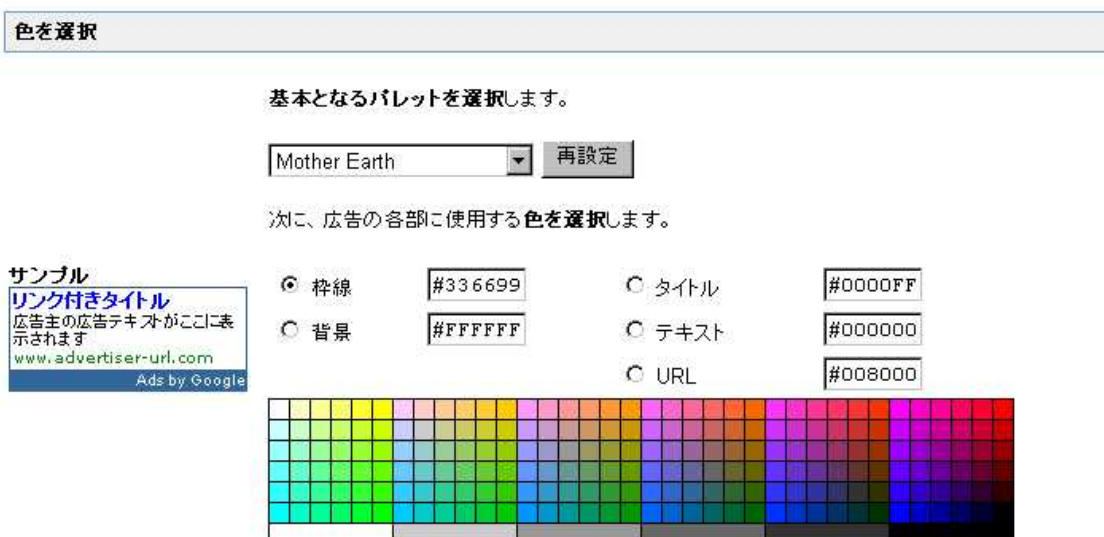 色を選択
基本となるパレットを選択します。
Mother Earth
再設定
次に、広告の各部に使用する色を選択します。
サンプル
リンク付きタイトル
広告主の広告テキストがここに表
示されます
www.advertiser-url.com
Ads by Google
枠線 #336699 タイトル #0000FF
背景 #FFFFFF テキスト #000000
URL #008000